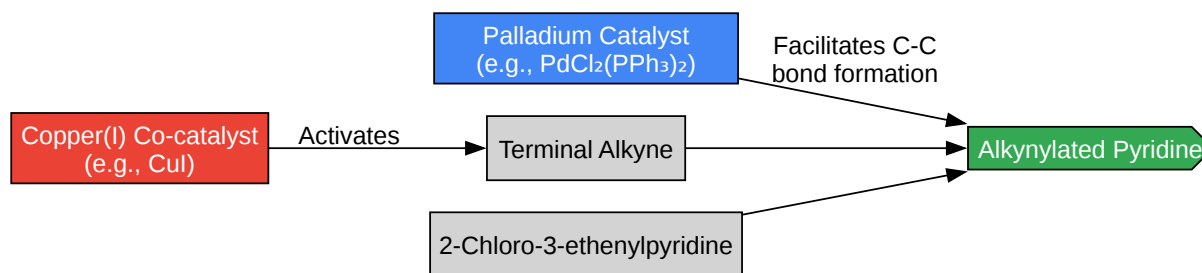 Palladium Catalyst
(e.g., PdCl₂(PPh₃)₂)
Facilitates C-C
bond formation
Copper(I) Co-catalyst
(e.g., CuI)
Activates
Terminal Alkyne
Alkynylated Pyridine
2-Chloro-3-ethenylpyridine